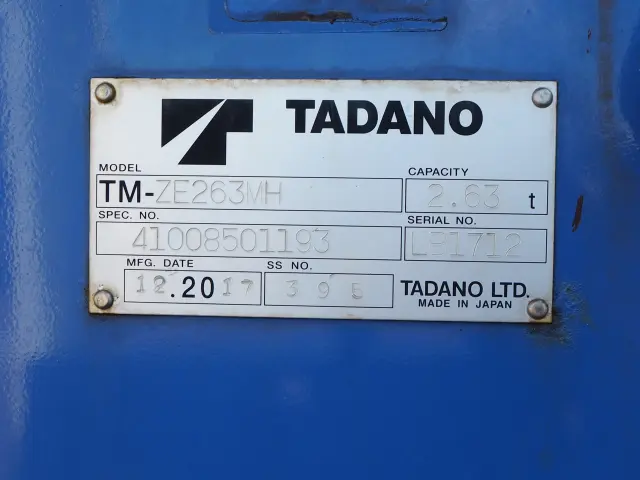 TADANO
MODEL
TM-ZE263MH
CAPACITY
2.63 t
SPEC. NO.
41008501193
SERIAL NO.
LP1712
MFG. DATE
12.2017
SS NO.
395
TADANO LTD.
MADE IN JAPAN